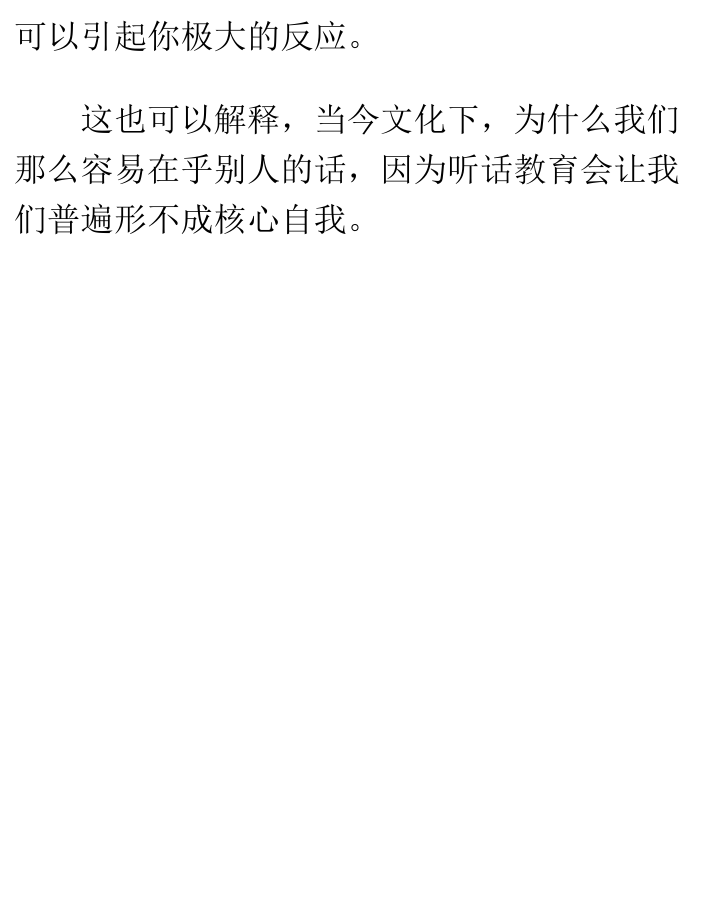 可以引起你极大的反应。
这也可以解释，当今文化下，为什么我们
那么容易在乎别人的话，因为听话教育会让我
们普遍形不成核心自我。